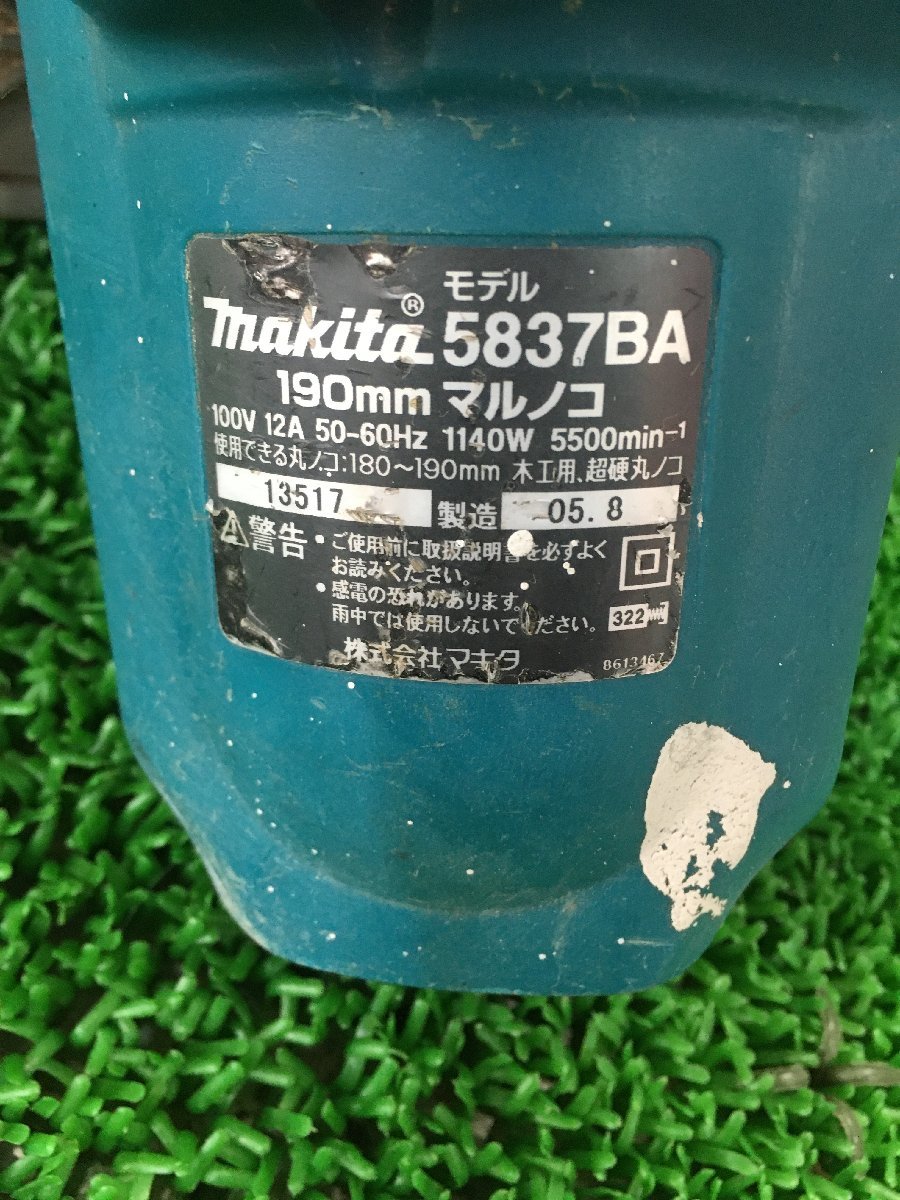 モデル
makita® 5837BA
190mm マルノコ
100V 12A 50-60Hz 1140W 5500min-1
使用できる丸ノコ:180~190mm 木工用、超硬丸ノコ
13517 製造 05.8
警告 • ご使用前に取扱説明書を必ずよく
お読みください。
• 感電の恐れがあります。
雨中では使用しないでください。 322
株式会社マキタ 8613467